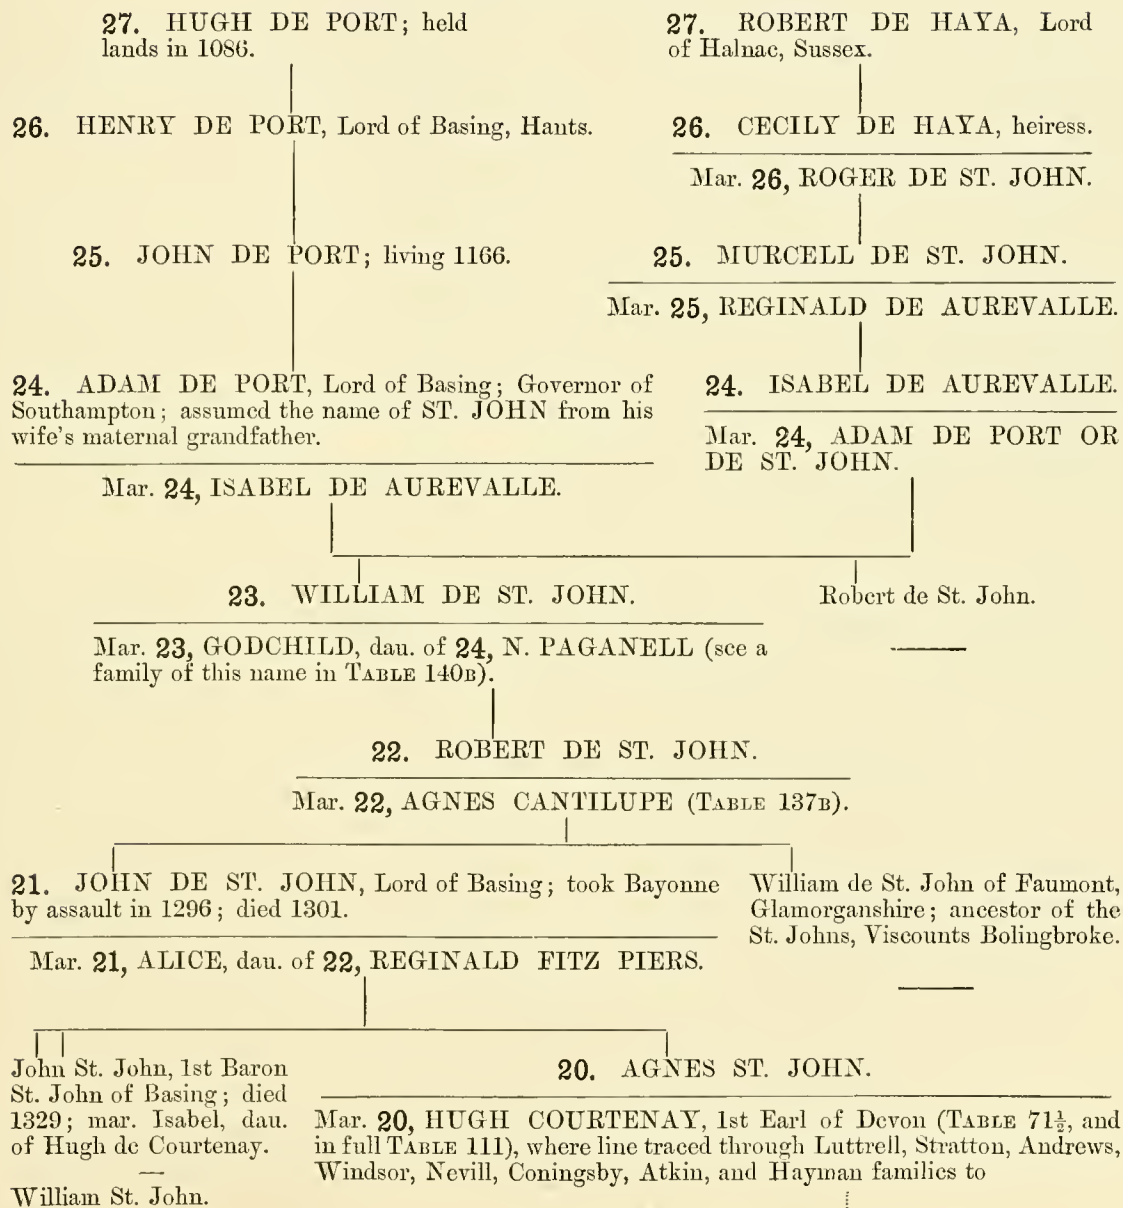 27. HUGH DE PORT; held
lands in 1086.
27. ROBERT DE HAYA, Lord
of Halnac, Sussex.
26. HENRY DE PORT, Lord of Basing, Hants.
26. CECILY DE HAYA, heiress.
Mar. 26, ROGER DE ST. JOHN.
25. JOHN DE PORT; living 1166.
25. MURCELL DE ST. JOHN.
Mar. 25, REGINALD DE AUREVALLE.
24. ADAM DE PORT, Lord of Basing; Governor of
Southampton; assumed the name of ST. JOHN from his
wife's maternal grandfather.
Mar. 24, ISABEL DE AUREVALLE.
24. ISABEL DE AUREVALLE.
Mar. 24, ADAM DE PORT OR
DE ST. JOHN.
23. WILLIAM DE ST. JOHN.
Robert de St. John.
Mar. 23, GODCHILD, dau. of 24, N. PAGANELL (see a
family of this name in TABLE 140B).
22. ROBERT DE ST. JOHN.
Mar. 22, AGNES CANTILUPE (TABLE 137B).
21. JOHN DE ST. JOHN, Lord of Basing; took Bayonne
by assault in 1296; died 1301.
Mar. 21, ALICE, dau. of 22, REGINALD FITZ PIERS.
William de St. John of Faumont,
Glamorganshire; ancestor of the
St. Johns, Viscounts Bolingbroke.
John St. John, 1st Baron
St. John of Basing; died
1329; mar. Isabel, dau.
of Hugh de Courtenay.
William St. John.
20. AGNES ST. JOHN.
Mar. 20, HUGH COURTENAY, 1st Earl of Devon (TABLE 71½, and
in full TABLE 111), where line traced through Luttrell, Stratton, Andrews,
Windsor, Nevill, Coningsby, Atkin, and Hayman families to